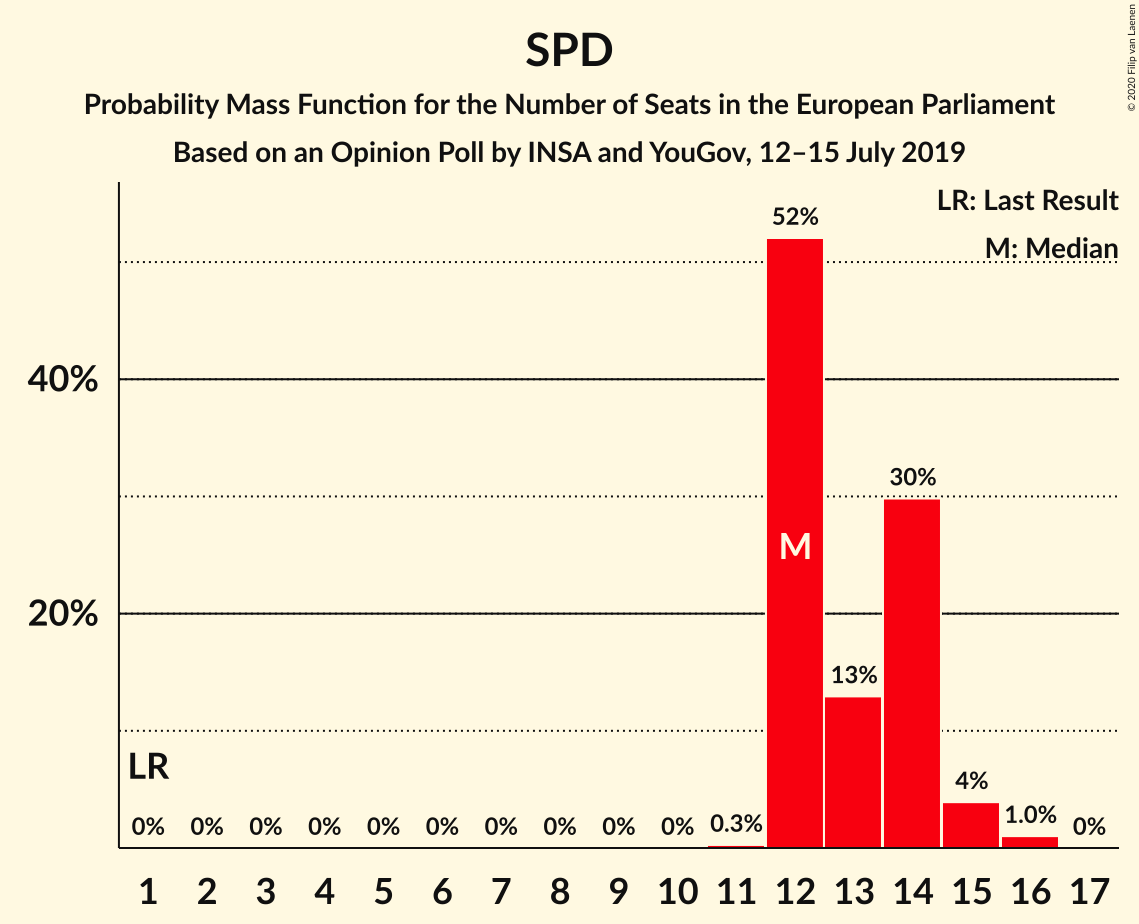 SPD
Probability Mass Function for the Number of Seats in the European Parliament
Based on an Opinion Poll by INSA and YouGov, 12–15 July 2019
© 2020 Filip van Laenen
LR: Last Result
M: Median
52%
40%
30%
M
20%
13%
LR
4%
0% 0% 0% 0% 0% 0% 0% 0% 0% 0% 0.3% 1.0% 0%
1 2 3 4 5 6 7 8 9 10 11 12 13 14 15 16 17